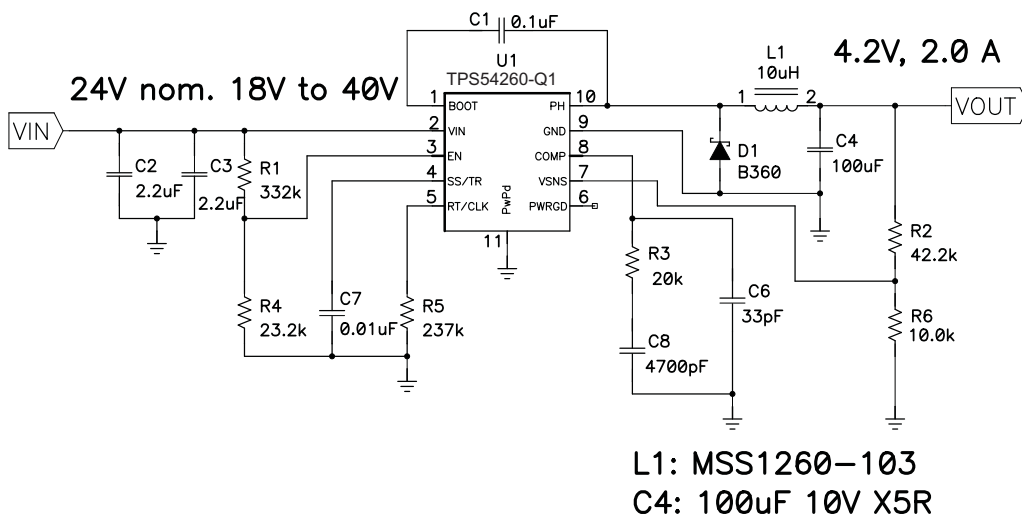 C1
0.1uF
U1
TPS54260-Q1
L1
10uH
4.2V, 2.0 A
24V nom. 18V to 40V
VIN
VOUT
1 BOOT
PH 10
2 VIN
GND 9
3 EN
COMP 8
4 SS/TR
VSNS 7
5 RT/CLK
PWRGD 6
PwPd
11
1
2
C2
2.2uF
C3
2.2uF
R1
332k
D1
B360
C4
100uF
R2
42.2k
R3
20k
C6
33pF
R4
23.2k
C7
0.01uF
R5
237k
R6
10.0k
C8
4700pF
L1: MSS1260-103
C4: 100uF 10V X5R